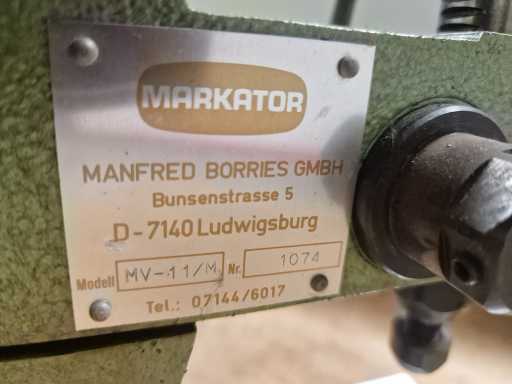 MARKATOR
MANFRED BORRIES GMBH
Bunsenstrasse 5
D-7140 Ludwigsburg
Modell MV-11/M Nr. 1074
Tel.: 07144/6017